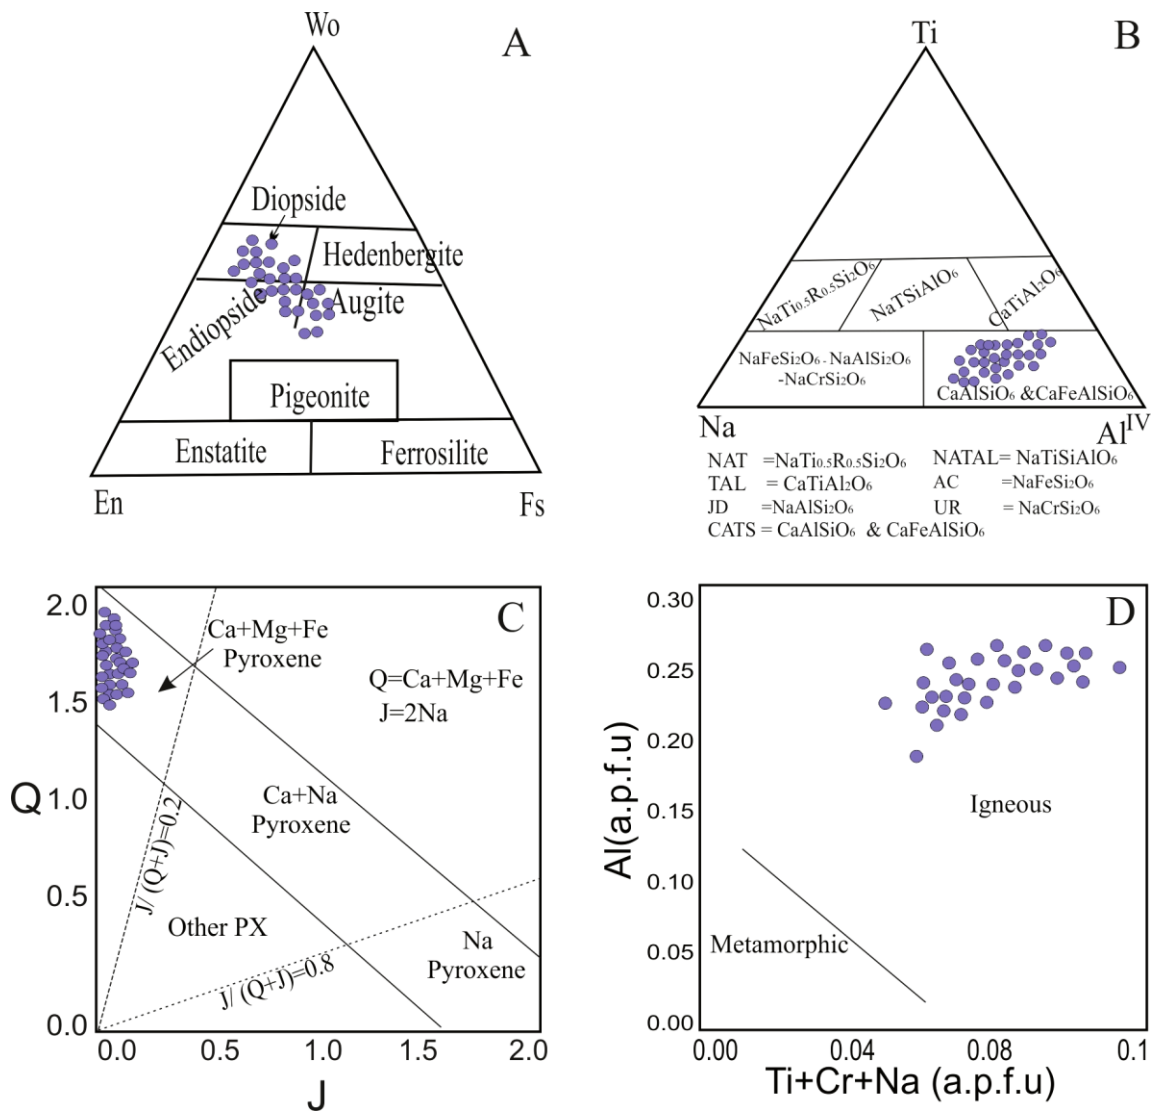 Wo
A
Diopside
Hedenbergite
Augite
Endiopside
Pigeonite
Enstatite
Ferrosilite
En
Fs
Ti
B
NaTi0.5R0.5Si2O6
NaTSiAlO6
CaTiAl2O6
NaFeSi2O6 - NaAlSi2O6
-NaCrSi2O6
CaAlSiO6 &CaFeAlSiO6
Na
AlIV
NAT =NaTi0.5R0.5Si2O6
NATAL= NaTiSiAlO6
TAL = CaTiAl2O6
AC =NaFeSi2O6
JD =NaAlSi2O6
UR = NaCrSi2O6
CATS = CaAlSiO6 & CaFeAlSiO6
C
2.0
1.5
1.0
0.5
0.0
Q
Ca+Mg+Fe
Pyroxene
Q=Ca+Mg+Fe
J=2Na
Ca+Na
Pyroxene
J/ (Q+J)=0.2
Other PX
J/ (Q+J)=0.8
Na
Pyroxene
0.0 0.5 1.0 1.5 2.0
J
D
0.30
0.25
0.20
0.15
0.10
0.05
0.00
Al(a.p.f.u)
Igneous
Metamorphic
0.00 0.04 0.08 0.1
Ti+Cr+Na (a.p.f.u)